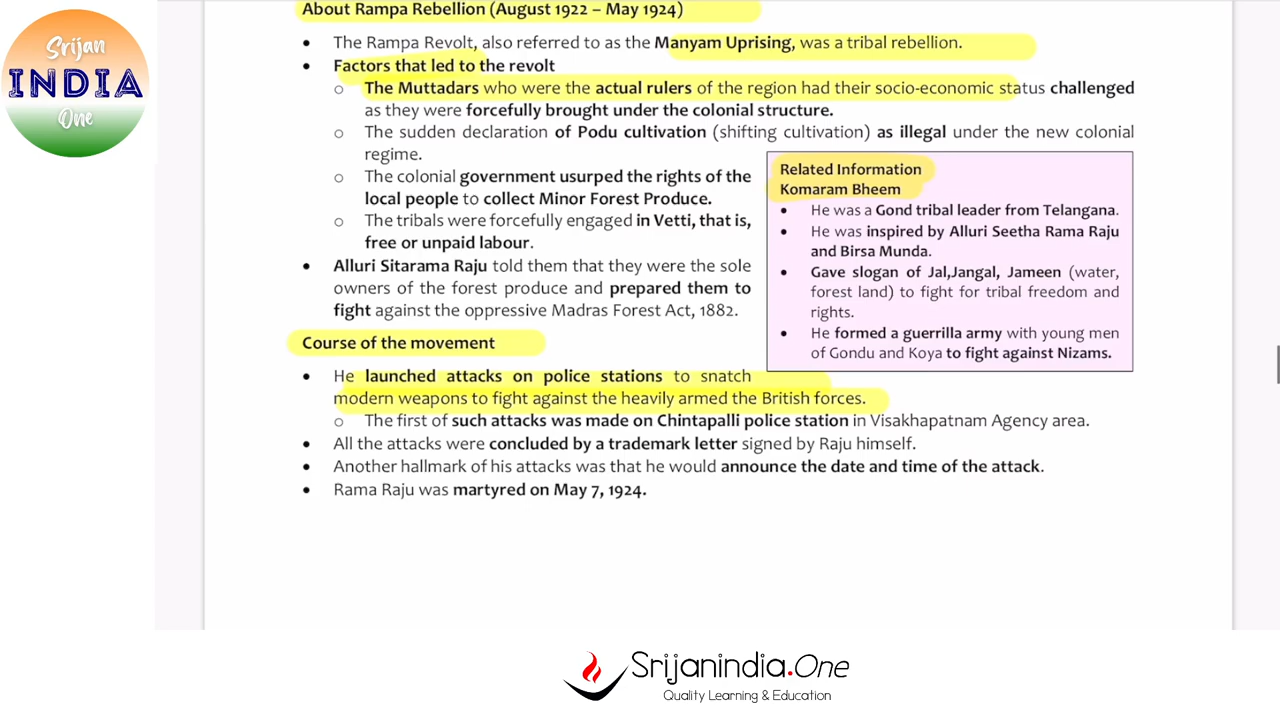 Srijan
INDIA
One
About Rampa Rebellion (August 1922 – May 1924)
• The Rampa Revolt, also referred to as the Manyam Uprising, was a tribal rebellion.
• Factors that led to the revolt
o The Muttadars who were the actual rulers of the region had their socio-economic status challenged
as they were forcefully brought under the colonial structure.
o The sudden declaration of Podu cultivation (shifting cultivation) as illegal under the new colonial
regime.
o The colonial government usurped the rights of the
local people to collect Minor Forest Produce.
o The tribals were forcefully engaged in Vetti, that is,
free or unpaid labour.
• Alluri Sitarama Raju told them that they were the sole
owners of the forest produce and prepared them to
fight against the oppressive Madras Forest Act, 1882.
Related Information
Komaram Bheem
• He was a Gond tribal leader from Telangana.
• He was inspired by Alluri Seetha Rama Raju
and Birsa Munda.
• Gave slogan of Jal,Jangal, Jameen (water,
forest land) to fight for tribal freedom and
rights.
• He formed a guerrilla army with young men
of Gondu and Koya to fight against Nizams.
Course of the movement
• He launched attacks on police stations to snatch
modern weapons to fight against the heavily armed the British forces.
o The first of such attacks was made on Chintapalli police station in Visakhapatnam Agency area.
• All the attacks were concluded by a trademark letter signed by Raju himself.
• Another hallmark of his attacks was that he would announce the date and time of the attack.
• Rama Raju was martyred on May 7, 1924.
Srijanindia.One
Quality Learning & Education